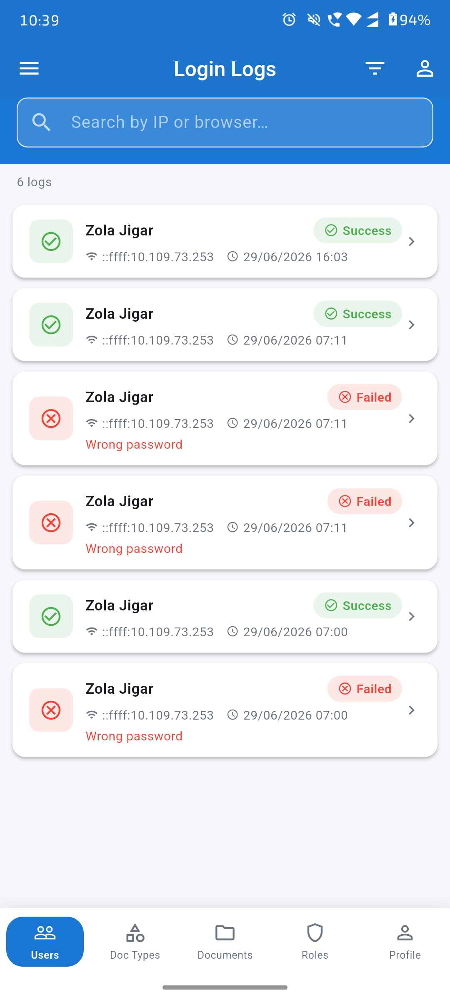 10:39
94%
Login Logs
Search by IP or browser...
6 logs
Zola Jigar
Success
::ffff:10.109.73.253
29/06/2026 16:03
Zola Jigar
Success
::ffff:10.109.73.253
29/06/2026 07:11
Zola Jigar
Failed
::ffff:10.109.73.253
29/06/2026 07:11
Wrong password
Zola Jigar
Failed
::ffff:10.109.73.253
29/06/2026 07:11
Wrong password
Zola Jigar
Success
::ffff:10.109.73.253
29/06/2026 07:00
Zola Jigar
Failed
::ffff:10.109.73.253
29/06/2026 07:00
Wrong password
Users
Doc Types
Documents
Roles
Profile